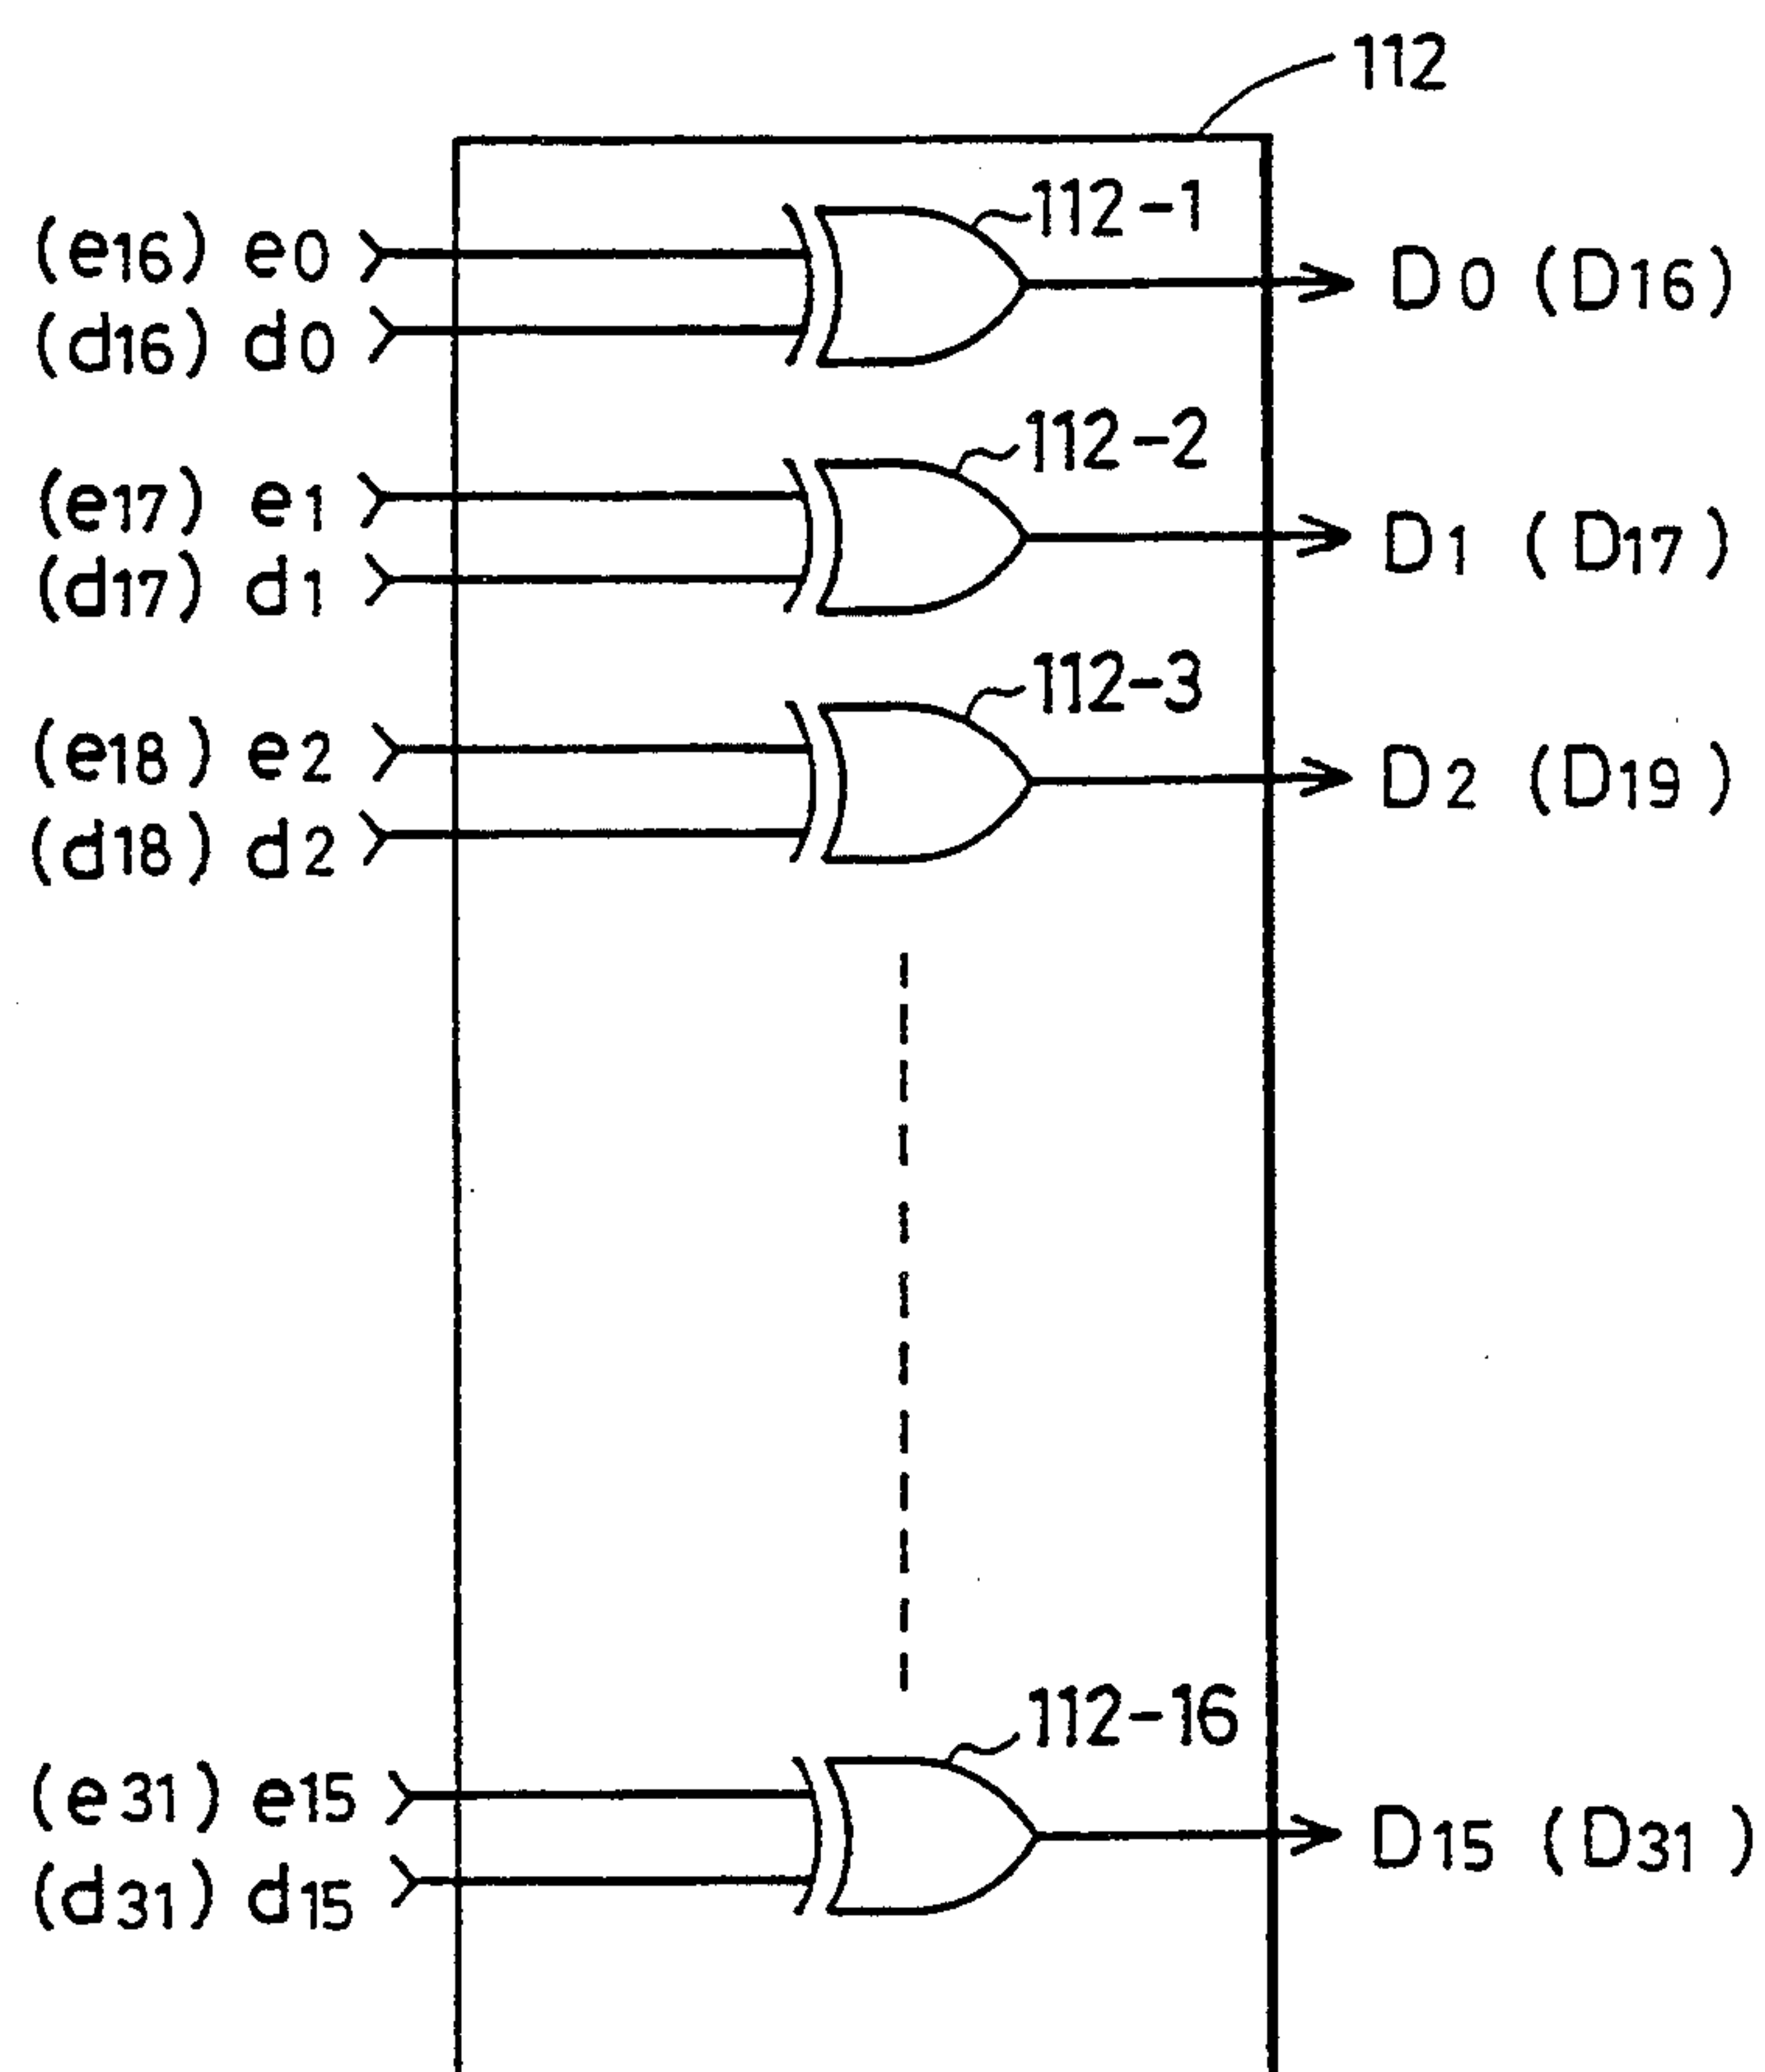 112
112-1
(e16) e0
(d16) d0
D0 (D16)
112-2
(e17) e1
(d17) d1
D1 (D17)
112-3
(e18) e2
(d18) d2
D2 (D19)
112-16
(e31) e15
(d31) d15
D15 (D31)